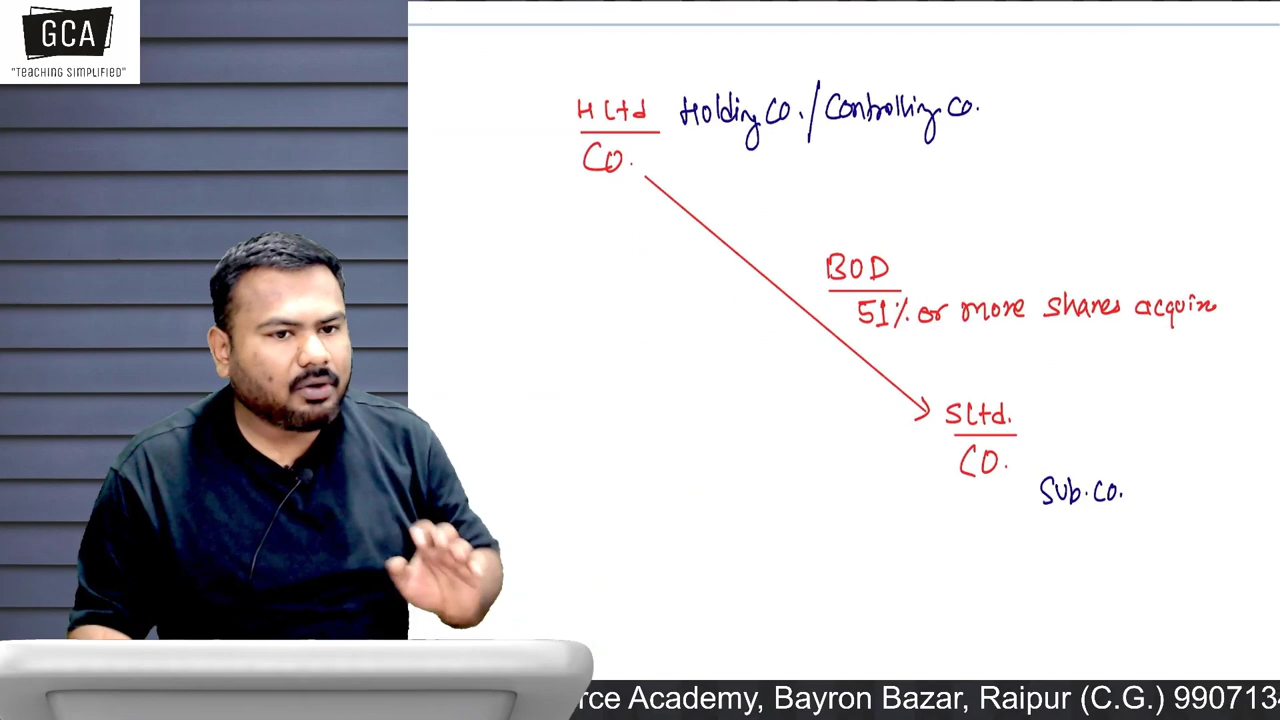 GCA
"Teaching Simplified"
H Ltd Holding Co. / Controlling Co.
CO.
BOD
51% or more shares acquire
S Ltd.
CO.
Sub. Co.
rce Academy, Bayron Bazar, Raipur (C.G.) 990713